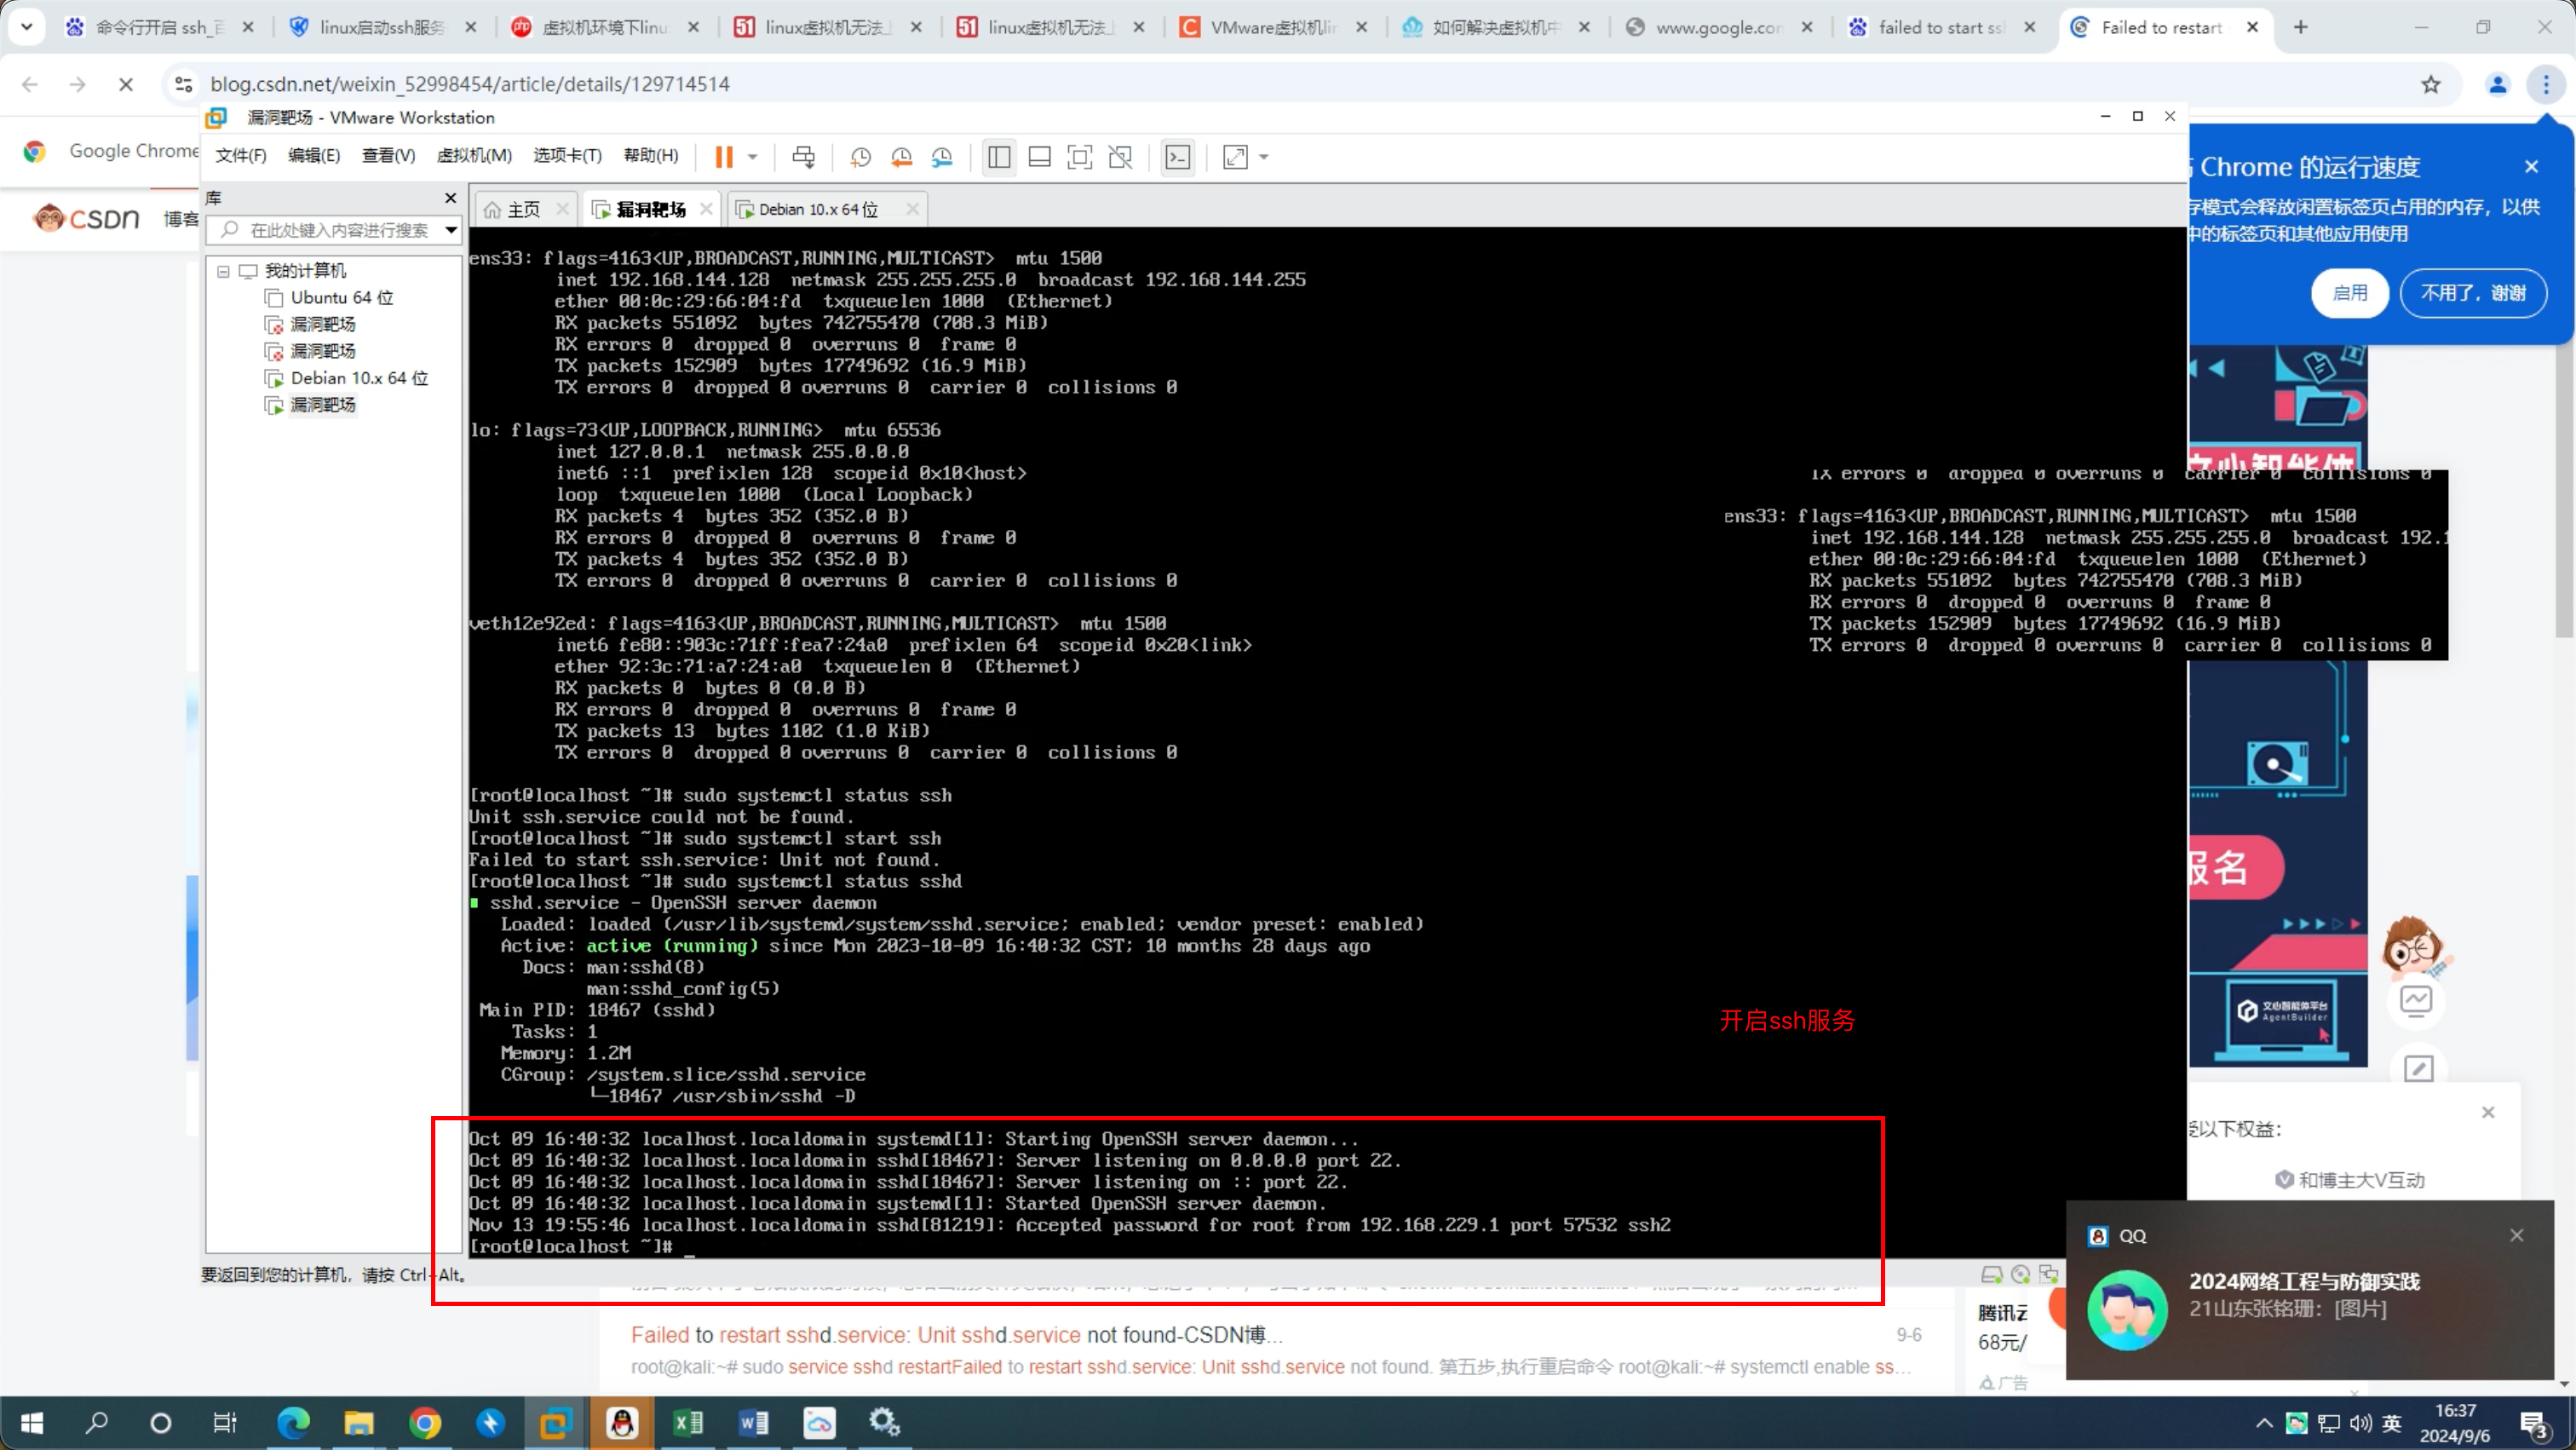 命令行开启 ssh_百
linux启动ssh服务
虚拟机环境下linu
linux虚拟机无法上
linux虚拟机无法上
VMware虚拟机lin
如何解决虚拟机中
www.google.com
failed to start ssh
Failed to restart
blog.csdn.net/weixin_52998454/article/details/129714514
Google Chrome
CSDN 博客
漏洞靶场 - VMware Workstation
文件(F) 编辑(E) 查看(V) 虚拟机(M) 选项卡(T) 帮助(H)
库
在此处键入内容进行搜索
我的计算机
Ubuntu 64 位
漏洞靶场
漏洞靶场
Debian 10.x 64 位
漏洞靶场
主页
漏洞靶场
Debian 10.x 64 位
ens33: flags=4163<UP,BROADCAST,RUNNING,MULTICAST>  mtu 1500
inet 192.168.144.128  netmask 255.255.255.0  broadcast 192.168.144.255
ether 00:0c:29:66:04:fd  txqueuelen 1000  (Ethernet)
RX packets 551092  bytes 742755470 (708.3 MiB)
RX errors 0  dropped 0  overruns 0  frame 0
TX packets 152909  bytes 17749692 (16.9 MiB)
TX errors 0  dropped 0 overruns 0  carrier 0  collisions 0
lo: flags=73<UP,LOOPBACK,RUNNING>  mtu 65536
inet 127.0.0.1  netmask 255.0.0.0
inet6 ::1  prefixlen 128  scopeid 0x10<host>
loop  txqueuelen 1000  (Local Loopback)
RX packets 4  bytes 352 (352.0 B)
RX errors 0  dropped 0  overruns 0  frame 0
TX packets 4  bytes 352 (352.0 B)
TX errors 0  dropped 0 overruns 0  carrier 0  collisions 0
veth12e92ed: flags=4163<UP,BROADCAST,RUNNING,MULTICAST>  mtu 1500
inet6 fe80::903c:71ff:fea7:24a0  prefixlen 64  scopeid 0x20<link>
ether 92:3c:71:a7:24:a0  txqueuelen 0  (Ethernet)
RX packets 0  bytes 0 (0.0 B)
RX errors 0  dropped 0  overruns 0  frame 0
TX packets 13  bytes 1102 (1.0 KiB)
TX errors 0  dropped 0 overruns 0  carrier 0  collisions 0
[root@localhost ~]# sudo systemctl status ssh
Unit ssh.service could not be found.
[root@localhost ~]# sudo systemctl start ssh
Failed to start ssh.service: Unit not found.
[root@localhost ~]# sudo systemctl status sshd
sshd.service - OpenSSH server daemon
Loaded: loaded (/usr/lib/systemd/system/sshd.service; enabled; vendor preset: enabled)
Active: active (running) since Mon 2023-10-09 16:40:32 CST; 10 months 28 days ago
Docs: man:sshd(8)
man:sshd_config(5)
Main PID: 18467 (sshd)
Tasks: 1
Memory: 1.2M
CGroup: /system.slice/sshd.service
└─18467 /usr/sbin/sshd -D
Oct 09 16:40:32 localhost.localdomain systemd[1]: Starting OpenSSH server daemon...
Oct 09 16:40:32 localhost.localdomain sshd[18467]: Server listening on 0.0.0.0 port 22.
Oct 09 16:40:32 localhost.localdomain sshd[18467]: Server listening on :: port 22.
Oct 09 16:40:32 localhost.localdomain systemd[1]: Started OpenSSH server daemon.
Nov 13 19:55:46 localhost.localdomain sshd[81219]: Accepted password for root from 192.168.229.1 port 57532 ssh2
[root@localhost ~]# _
TX errors 0  dropped 0 overruns 0  carrier 0  collisions 0
ens33: flags=4163<UP,BROADCAST,RUNNING,MULTICAST>  mtu 1500
inet 192.168.144.128  netmask 255.255.255.0  broadcast 192.1
ether 00:0c:29:66:04:fd  txqueuelen 1000  (Ethernet)
RX packets 551092  bytes 742755470 (708.3 MiB)
RX errors 0  dropped 0  overruns 0  frame 0
TX packets 152909  bytes 17749692 (16.9 MiB)
TX errors 0  dropped 0 overruns 0  carrier 0  collisions 0
开启ssh服务
要返回到您的计算机，请按 Ctrl+Alt。
Chrome 的运行速度
存模式会释放闲置标签页占用的内存，以供
中的标签页和其他应用使用
启用
不用了，谢谢
文心智能体
报名
文心智能体平台
AgentBuilder
受以下权益：
和博主大V互动
Failed to restart sshd.service: Unit sshd.service not found-CSDN博...
9-6
root@kali:~# sudo service sshd restartFailed to restart sshd.service: Unit sshd.service not found. 第五步,执行重启命令 root@kali:~# systemctl enable ss...
腾讯云
68元/
广告
QQ
2024网络工程与防御实践
21山东张铭珊：[图片]
英
16:37
2024/9/6
3